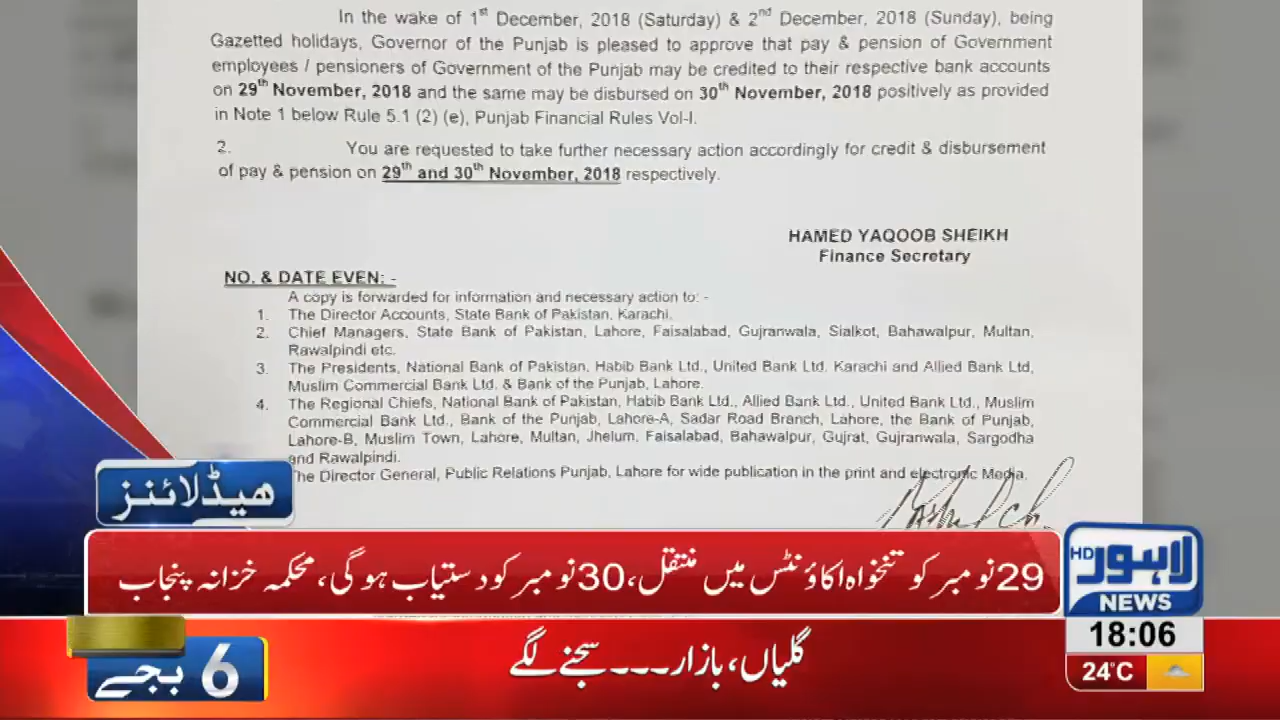 In the wake of 1st December, 2018 (Saturday) & 2nd December, 2018 (Sunday), being
Gazetted holidays, Governor of the Punjab is pleased to approve that pay & pension of Government
employees / pensioners of Government of the Punjab may be credited to their respective bank accounts
on 29th November, 2018 and the same may be disbursed on 30th November, 2018 positively as provided
in Note 1 below Rule 5.1 (2) (e), Punjab Financial Rules Vol-I.
2. You are requested to take further necessary action accordingly for credit & disbursement
of pay & pension on 29th and 30th November, 2018 respectively.
HAMED YAQOOB SHEIKH
Finance Secretary
NO. & DATE EVEN: -
A copy is forwarded for information and necessary action to: -
1. The Director Accounts, State Bank of Pakistan, Karachi.
2. Chief Managers, State Bank of Pakistan, Lahore, Faisalabad, Gujranwala, Sialkot, Bahawalpur, Multan,
Rawalpindi etc.
3. The Presidents, National Bank of Pakistan, Habib Bank Ltd., United Bank Ltd. Karachi and Allied Bank Ltd,
Muslim Commercial Bank Ltd. & Bank of the Punjab, Lahore.
4. The Regional Chiefs, National Bank of Pakistan, Habib Bank Ltd., Allied Bank Ltd., United Bank Ltd., Muslim
Commercial Bank Ltd., Bank of the Punjab, Lahore-A, Sadar Road Branch, Lahore, the Bank of Punjab,
Lahore-B, Muslim Town, Lahore, Multan, Jhelum, Faisalabad, Bahawalpur, Gujrat, Gujranwala, Sargodha
and Rawalpindi.
The Director General, Public Relations Punjab, Lahore for wide publication in the print and electronic Media.
ھیڈلائنز
29 نومبر کو تنخواہ اکاؤنٹس میں منتقل، 30 نومبر کو دستیاب ہوگی، محکمہ خزانہ پنجاب
HD لاہور
NEWS
18:06
24°C
6 بجے
گلیاں، بازار۔۔۔ سجنے لگے